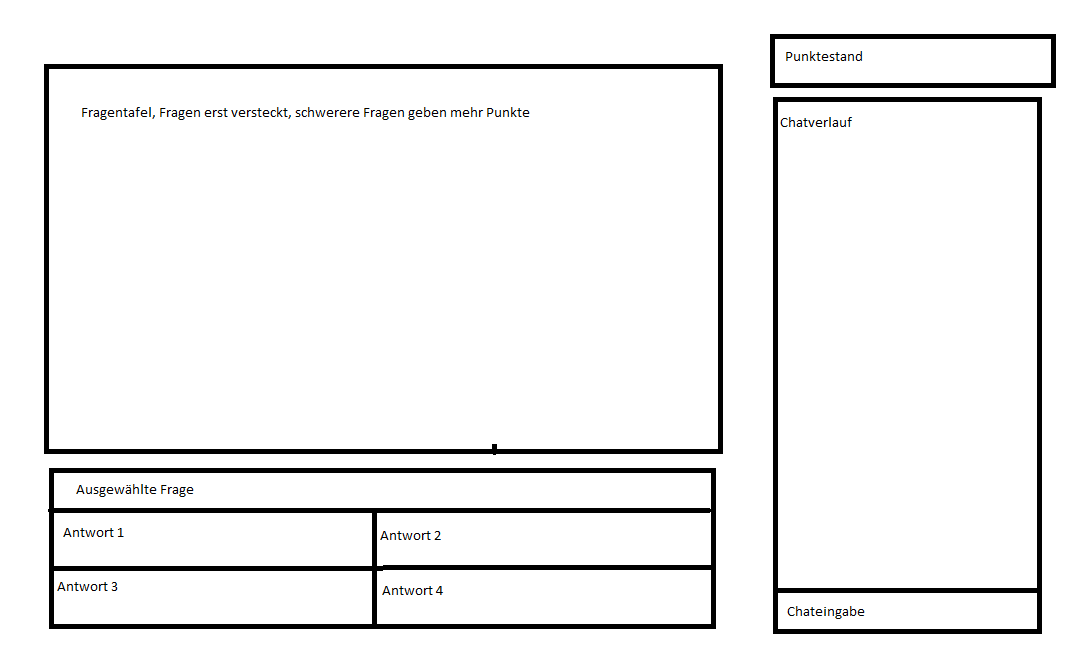 Punktestand
Fragentafel, Fragen erst versteckt, schwerere Fragen geben mehr Punkte
Chatverlauf
Ausgewählte Frage
Antwort 1
Antwort 2
Antwort 3
Antwort 4
Chateingabe